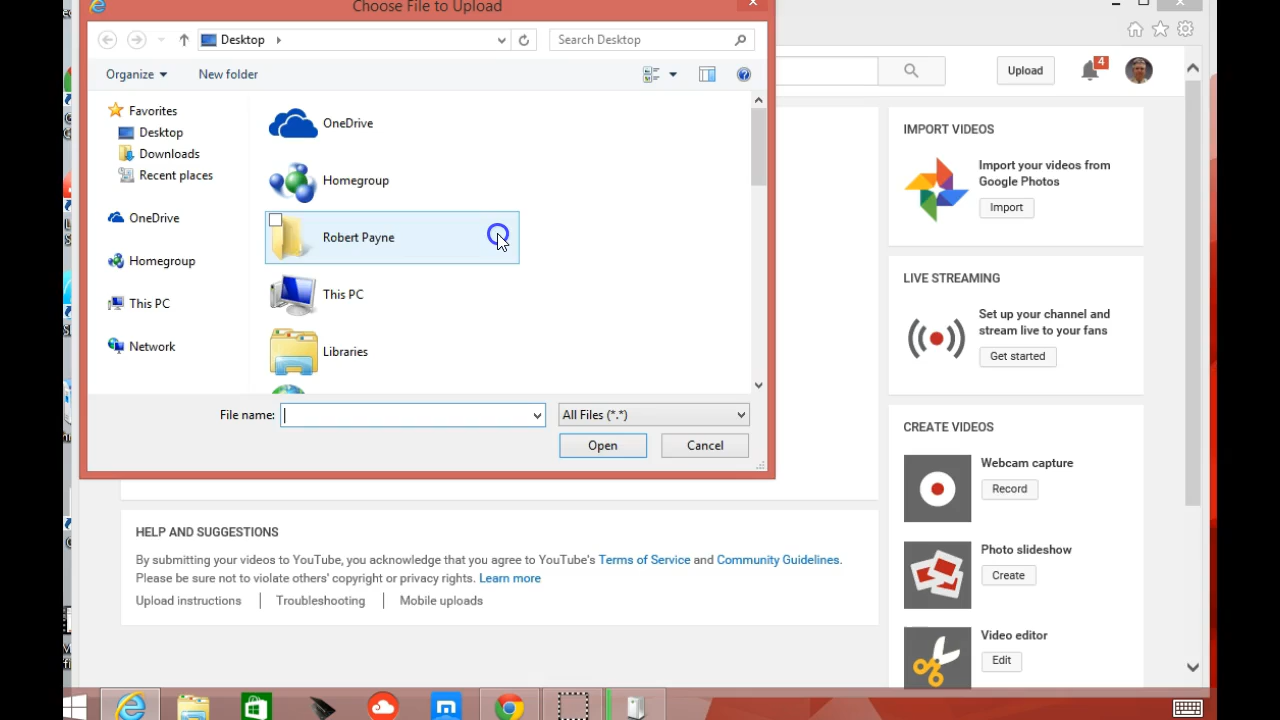 Choose File to Upload
Desktop
Search Desktop
Organize
New folder
Favorites
Desktop
Downloads
Recent places
OneDrive
Homegroup
This PC
Network
OneDrive
Homegroup
Robert Payne
This PC
Libraries
File name:
All Files (*.*)
Open
Cancel
Upload
4
IMPORT VIDEOS
Import your videos from
Google Photos
Import
LIVE STREAMING
Set up your channel and
stream live to your fans
Get started
CREATE VIDEOS
Webcam capture
Record
Photo slideshow
Create
Video editor
Edit
HELP AND SUGGESTIONS
By submitting your videos to YouTube, you acknowledge that you agree to YouTube's Terms of Service and Community Guidelines.
Please be sure not to violate others' copyright or privacy rights. Learn more
Upload instructions
Troubleshooting
Mobile uploads